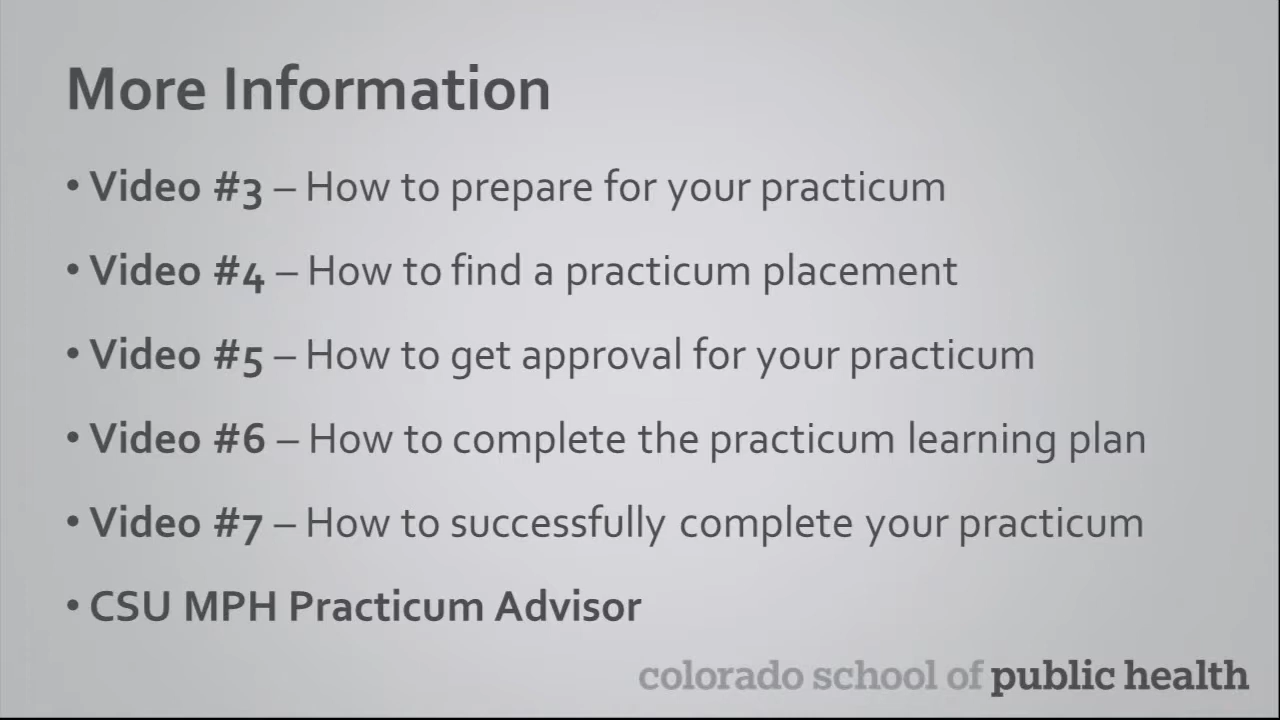 More Information
• Video #3 – How to prepare for your practicum
• Video #4 – How to find a practicum placement
• Video #5 – How to get approval for your practicum
• Video #6 – How to complete the practicum learning plan
• Video #7 – How to successfully complete your practicum
• CSU MPH Practicum Advisor
colorado school of public health